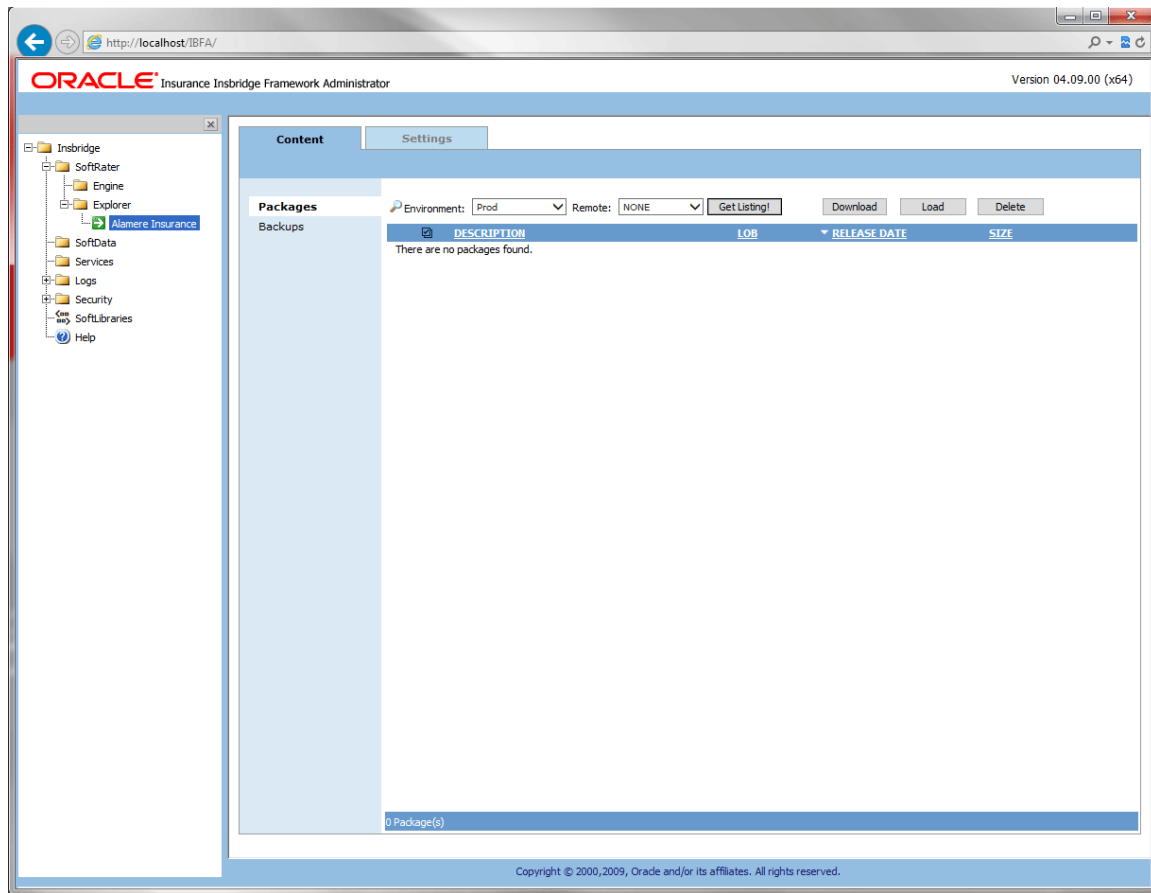 http://localhost/IBFA/
ORACLE® Insurance Insbridge Framework Administrator
Version 04.09.00 (x64)
Insbridge
SoftRater
Engine
Explorer
Alamere Insurance
SoftData
Services
Logs
Security
SoftLibraries
Help
Content Settings
Packages
Backups
Environment: Prod Remote: NONE Get Listing! Download Load Delete
DESCRIPTION LOB RELEASE DATE SIZE
There are no packages found.
0 Package(s)
Copyright © 2000,2009, Oracle and/or its affiliates. All rights reserved.